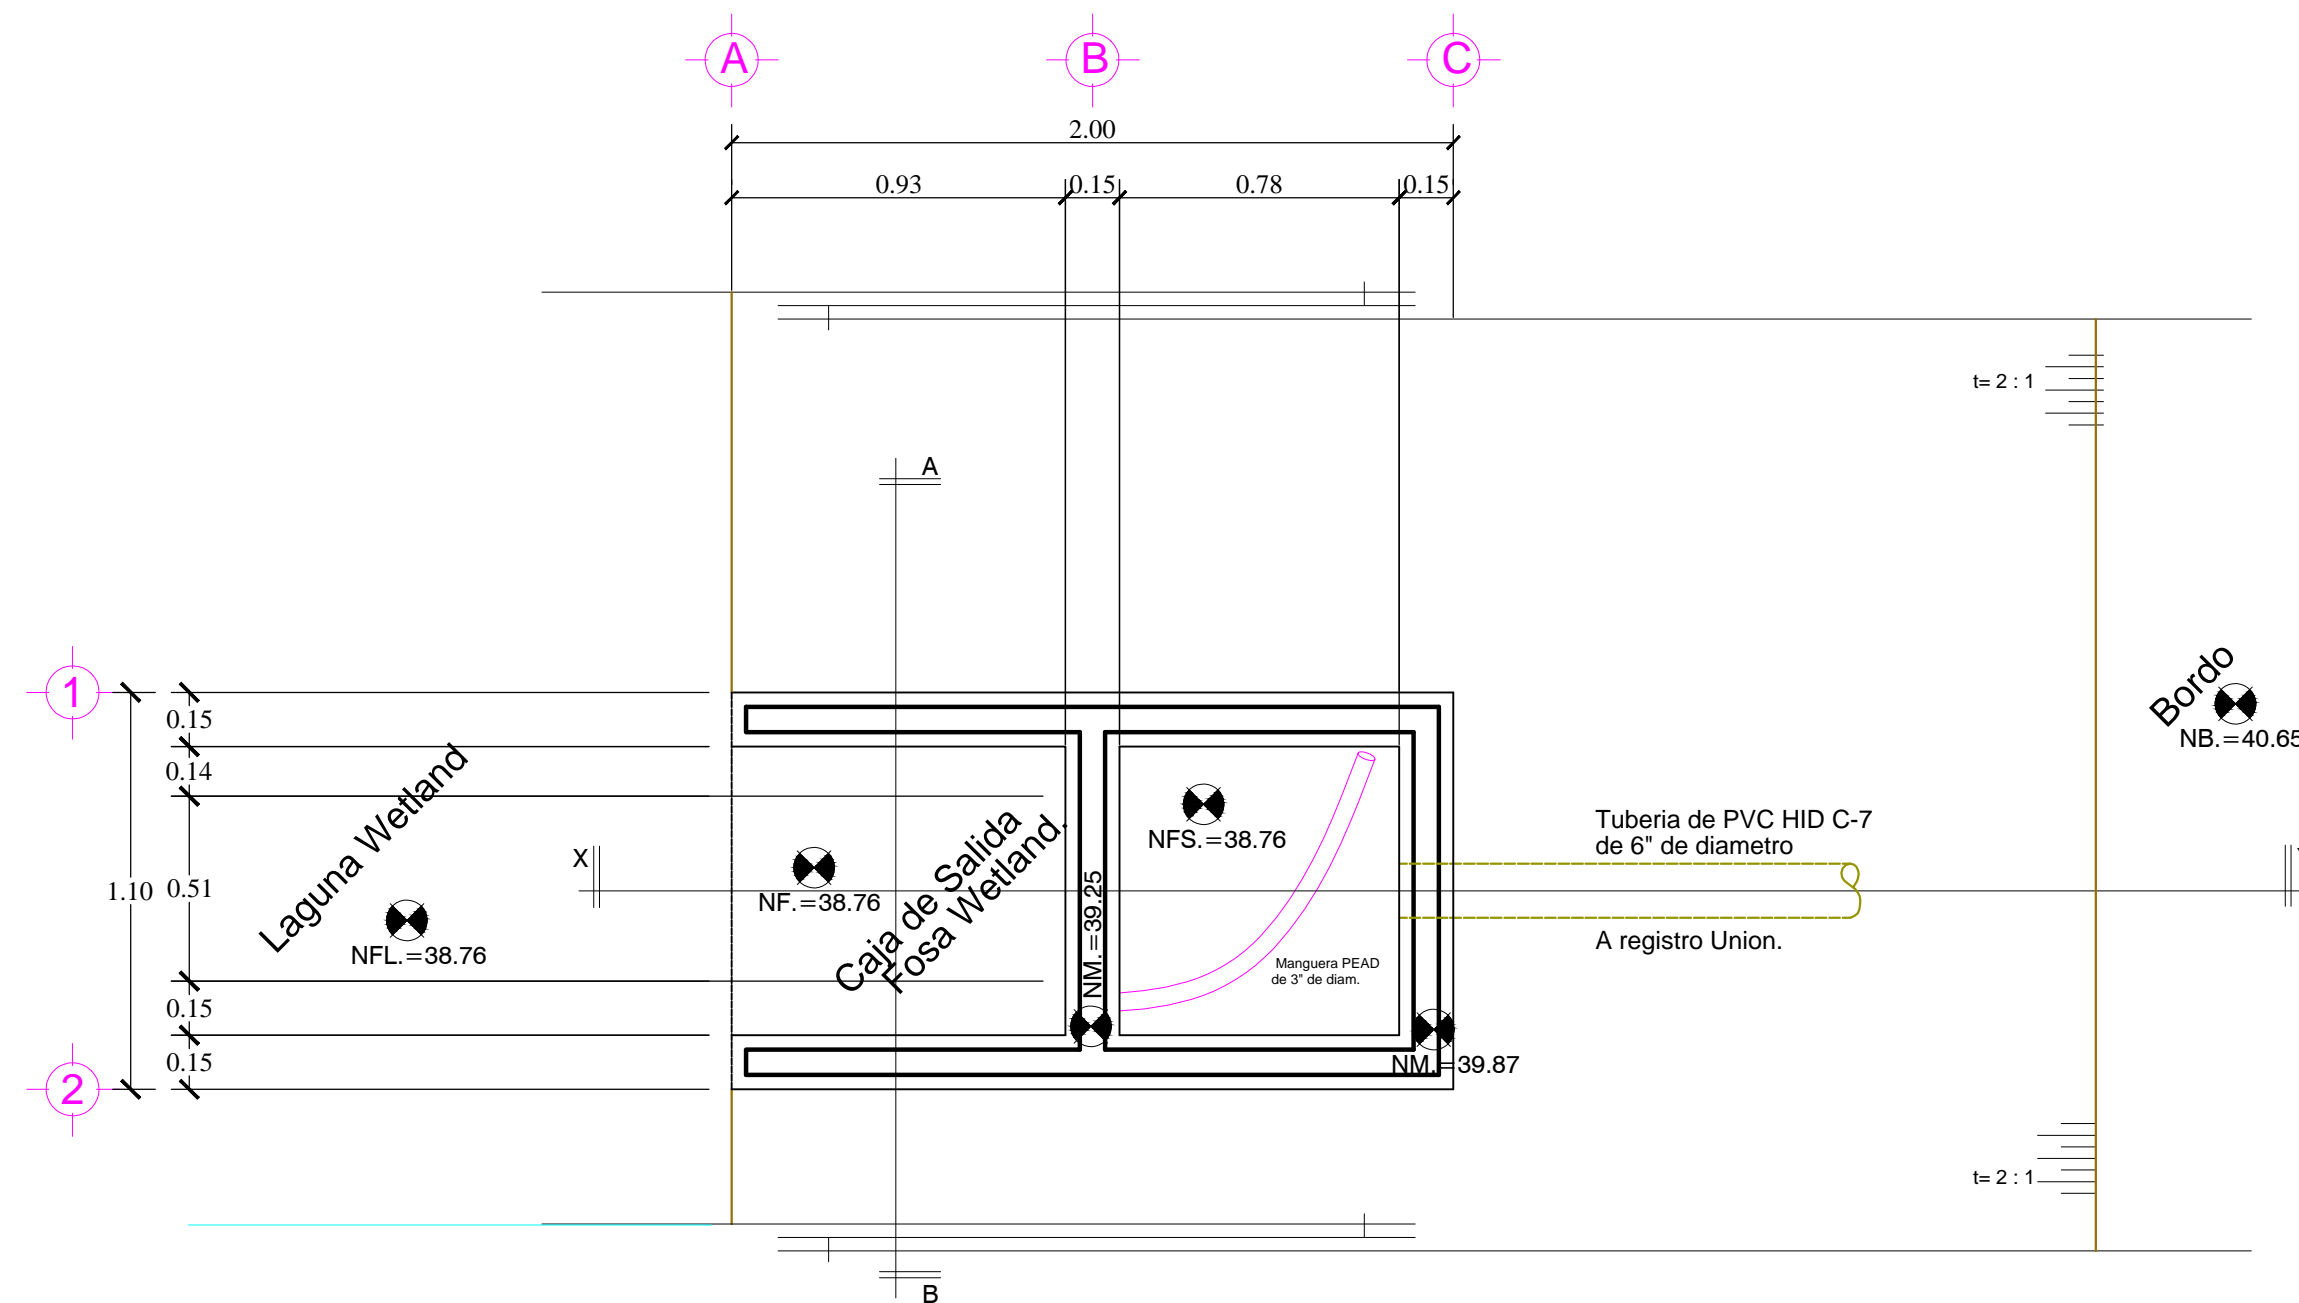 A
B
C
2.00
0.93
0.15
0.78
0.15
t= 2 : 1
A
1
0.15
0.14
1.10
0.51
0.15
0.15
2
Laguna Wetland
NFL.=38.76
X
NF.=38.76
Caja de Salida
Fosa Wetland.
NM.=39.25
NFS.=38.76
Manguera PEAD
de 3" de diam.
NM.=39.87
Tuberia de PVC HID C-7
de 6" de diametro
A registro Union.
Bordo
NB.=40.65
t= 2 : 1
B